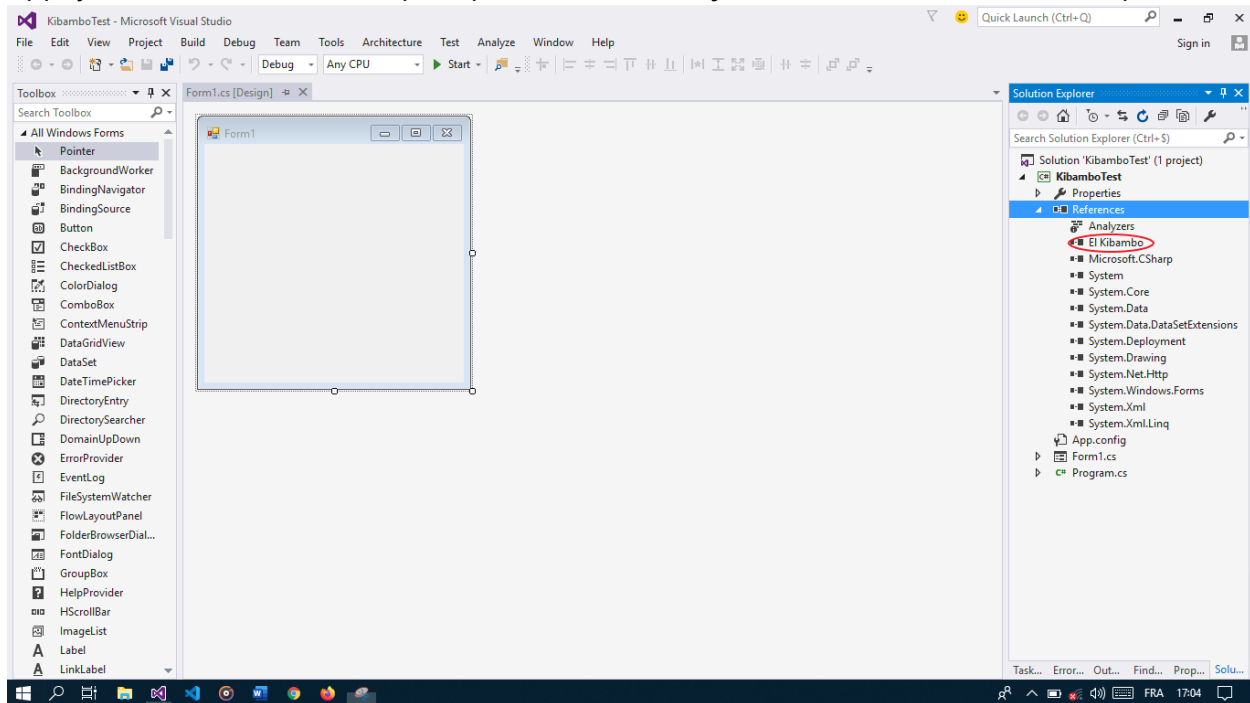 KibamboTest - Microsoft Visual Studio
Quick Launch (Ctrl+Q)
File Edit View Project Build Debug Team Tools Architecture Test Analyze Window Help
Sign in
Debug Any CPU Start
Toolbox
Form1.cs [Design]
Solution Explorer
Search Toolbox
Search Solution Explorer (Ctrl+$)
All Windows Forms
Pointer
BackgroundWorker
BindingNavigator
BindingSource
Button
CheckBox
CheckedListBox
ColorDialog
ComboBox
ContextMenuStrip
DataGridView
DataSet
DateTimePicker
DirectoryEntry
DirectorySearcher
DomainUpDown
ErrorProvider
EventLog
FileSystemWatcher
FlowLayoutPanel
FolderBrowserDial...
FontDialog
GroupBox
HelpProvider
HScrollBar
ImageList
Label
LinkLabel
Form1
Solution 'KibamboTest' (1 project)
KibamboTest
Properties
References
Analyzers
El Kibambo
Microsoft.CSharp
System
System.Core
System.Data
System.Data.DataSetExtensions
System.Deployment
System.Drawing
System.Net.Http
System.Windows.Forms
System.Xml
System.Xml.Linq
App.config
Form1.cs
Program.cs
Task... Error... Out... Find... Prop... Solu...
FRA 17:04